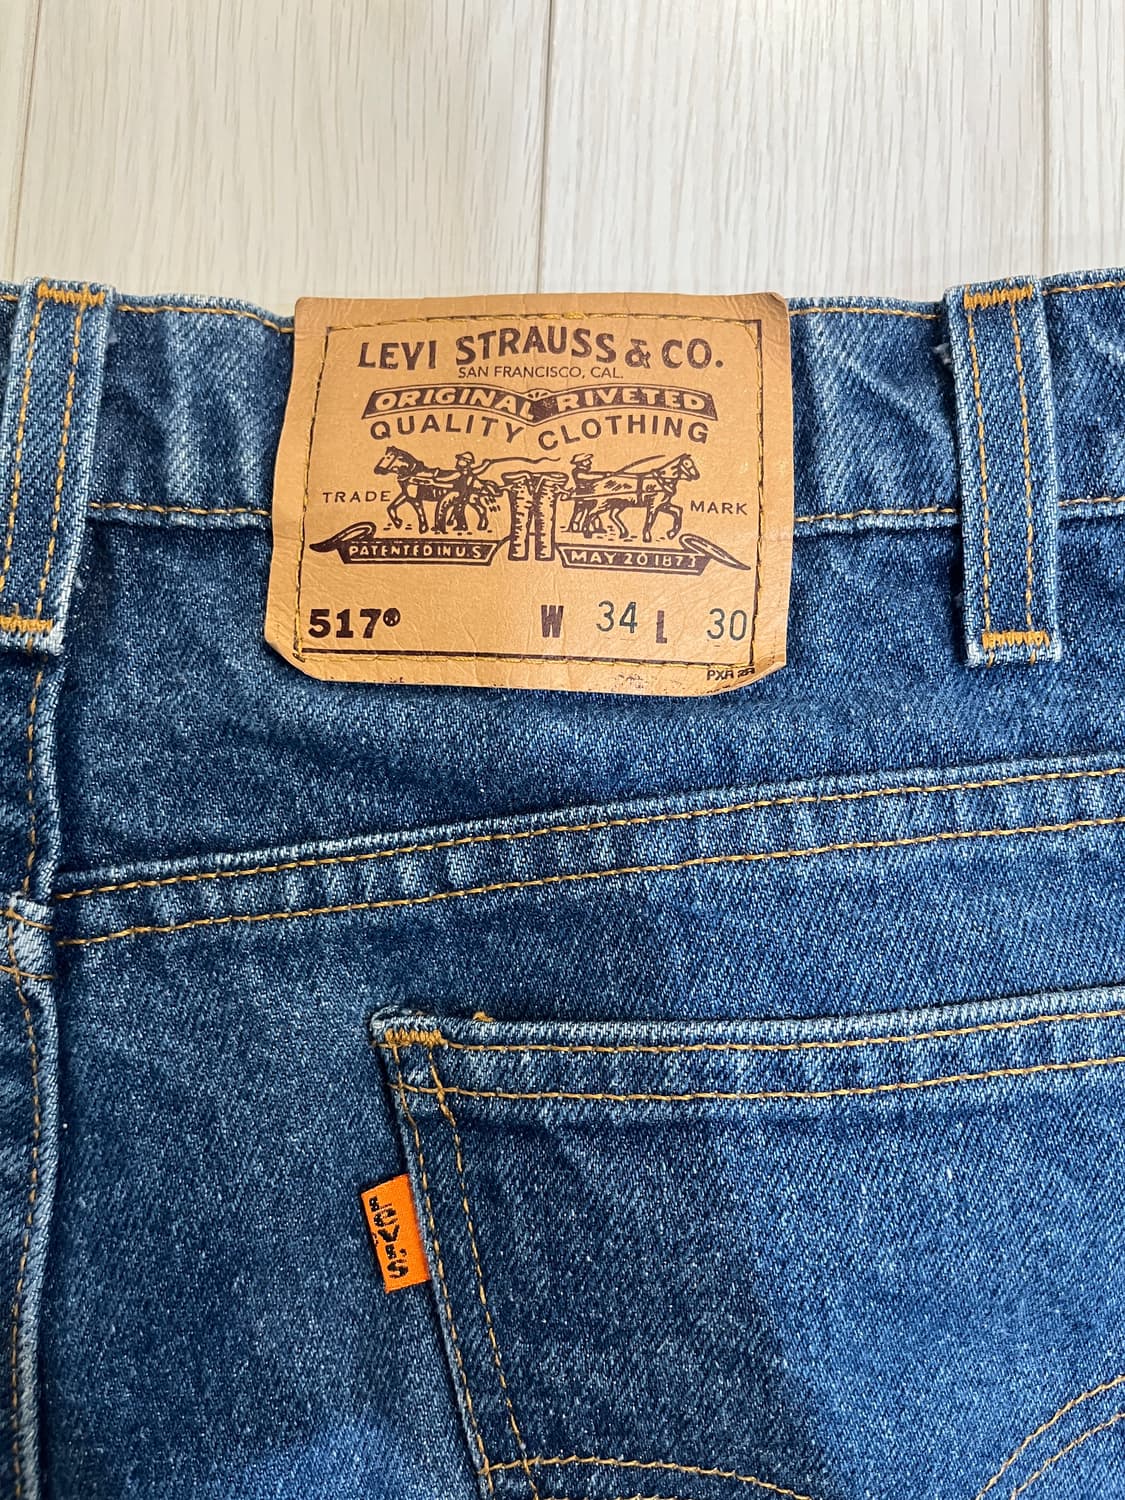 LEVI STRAUSS & CO.
SAN FRANCISCO, CAL.
ORIGINAL RIVETED
QUALITY CLOTHING
TRADE MARK
PATENTED IN U.S. MAY 20 1873
517® W 34 L 30
LEVI'S